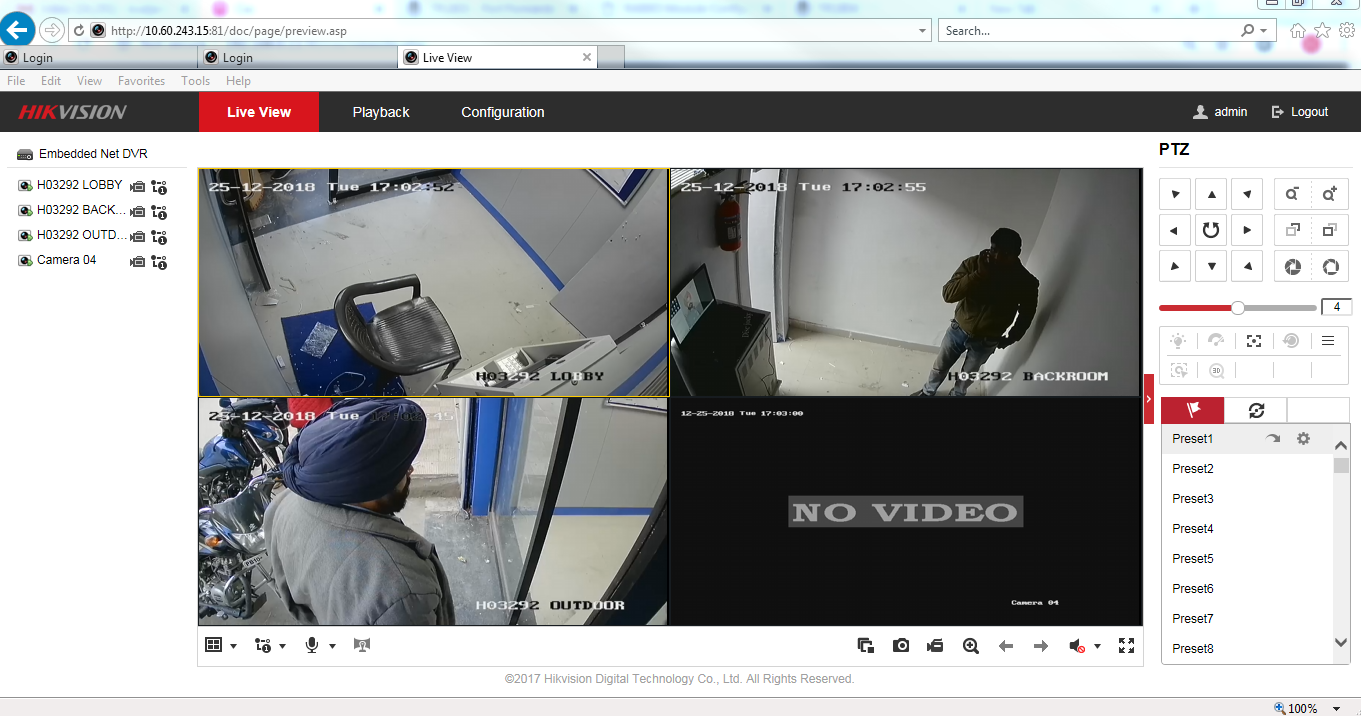 http://10.60.243.15:81/doc/page/preview.asp
Search...
Login
Login
Live View
File Edit View Favorites Tools Help
HIKVISION
Live View
Playback
Configuration
admin
Logout
Embedded Net DVR
H03292 LOBBY
H03292 BACK...
H03292 OUTD...
Camera 04
25-12-2018 Tue 17:02:52
H03292 LOBBY
25-12-2018 Tue 17:02:55
H03292 BACKROOM
25-12-2018 Tue
H03292 OUTDOOR
12-25-2018 Tue 17:03:00
NO VIDEO
Camera 04
PTZ
4
3D
Preset1
Preset2
Preset3
Preset4
Preset5
Preset6
Preset7
Preset8
©2017 Hikvision Digital Technology Co., Ltd. All Rights Reserved.
100%